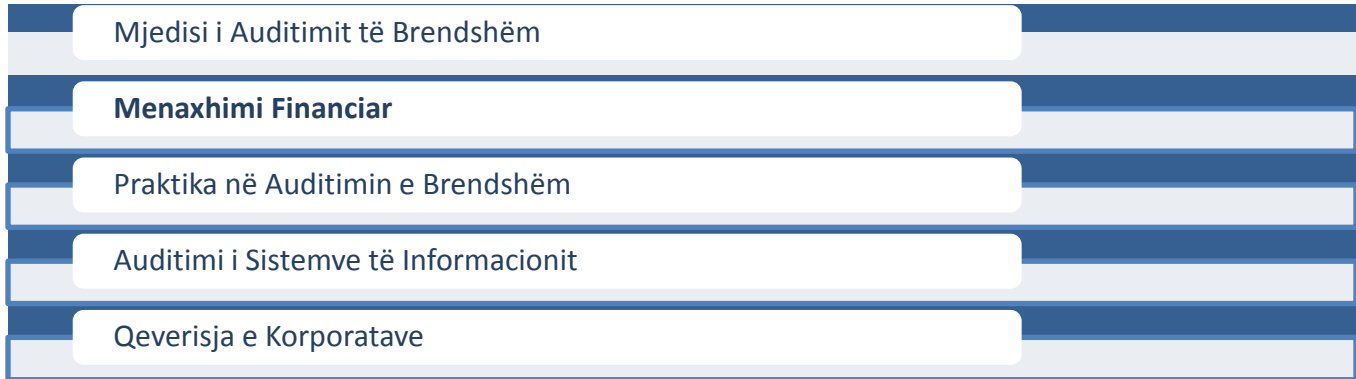 Mjedisi i Auditimit të Brendshëm
Menaxhimi Financiar
Praktika në Auditimin e Brendshëm
Auditimi i Sistemve të Informacionit
Qeverisja e Korporatave